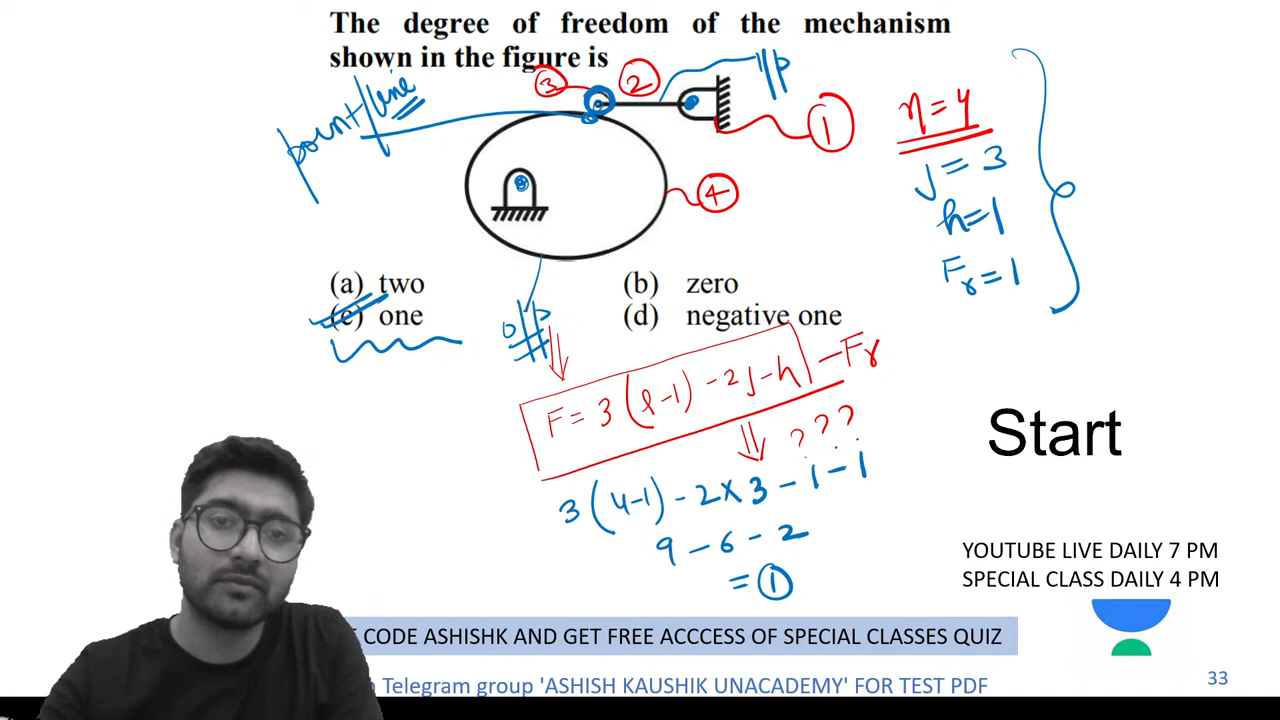 The degree of freedom of the mechanism
shown in the figure is
point/line
3
2
i/p
1
4
n = 4
j = 3
h = 1
Fr = 1
(a) two
(b) zero
(c) one
(d) negative one
o/p
F = 3 (l-1) - 2j - h - Fr
? ? ?
3 (4-1) - 2 x 3 - 1 - 1
9 - 6 - 2
= 1
Start
YOUTUBE LIVE DAILY 7 PM
SPECIAL CLASS DAILY 4 PM
CODE ASHISHK AND GET FREE ACCCESS OF SPECIAL CLASSES QUIZ
Telegram group 'ASHISH KAUSHIK UNACADEMY' FOR TEST PDF
33